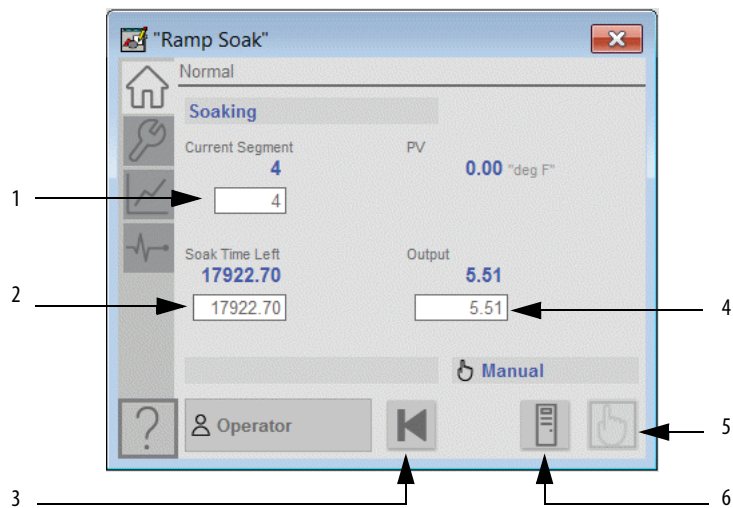 "Ramp Soak"
Normal
Soaking
Current Segment
4
PV
0.00 "deg F"
1
4
Soak Time Left
17922.70
Output
5.51
2
17922.70
5.51
4
Manual
?
Operator
5
3
6